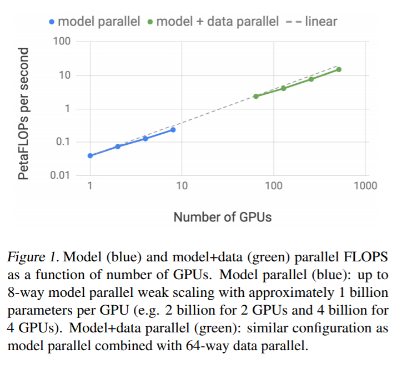 model parallel model + data parallel linear
PetaFLOPs per second
100
10
1
0.1
0.01
1 10 100 1000
Number of GPUs
Figure 1. Model (blue) and model+data (green) parallel FLOPS
as a function of number of GPUs. Model parallel (blue): up to
8-way model parallel weak scaling with approximately 1 billion
parameters per GPU (e.g. 2 billion for 2 GPUs and 4 billion for
4 GPUs). Model+data parallel (green): similar configuration as
model parallel combined with 64-way data parallel.